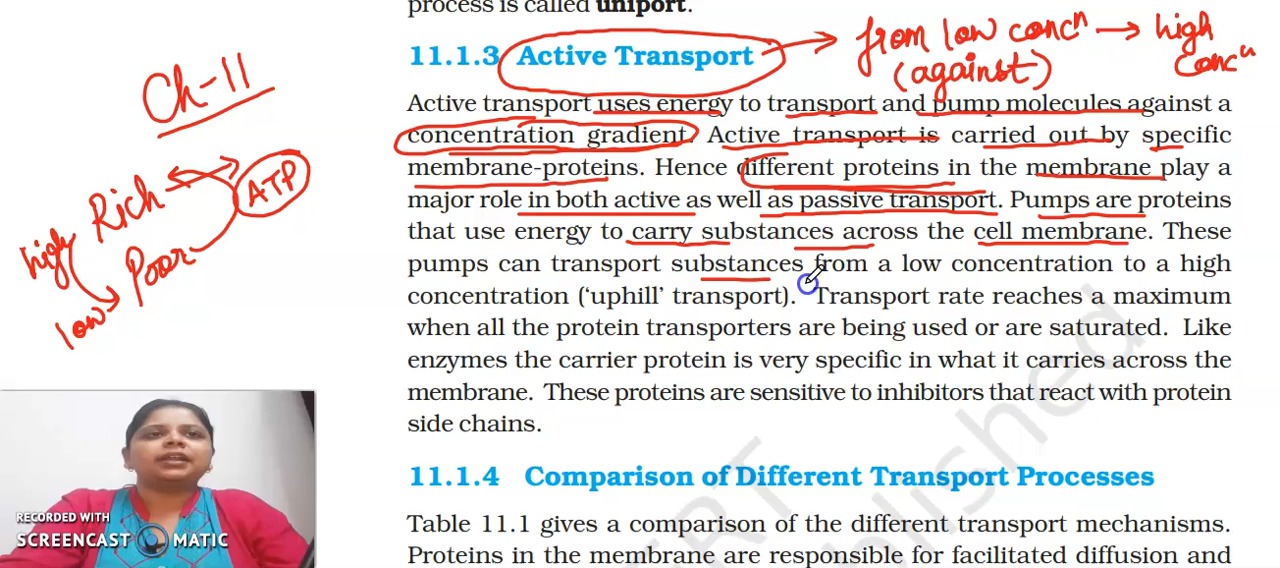 process is called uniport.
11.1.3 Active Transport
from low concn → high concn
(against)
Ch-11
Active transport uses energy to transport and pump molecules against a
concentration gradient. Active transport is carried out by specific
membrane-proteins. Hence different proteins in the membrane play a
major role in both active as well as passive transport. Pumps are proteins
that use energy to carry substances across the cell membrane. These
pumps can transport substances from a low concentration to a high
concentration ('uphill' transport). Transport rate reaches a maximum
when all the protein transporters are being used or are saturated. Like
enzymes the carrier protein is very specific in what it carries across the
membrane. These proteins are sensitive to inhibitors that react with protein
side chains.
Rich
ATP
high
Poor
low
11.1.4 Comparison of Different Transport Processes
Table 11.1 gives a comparison of the different transport mechanisms.
Proteins in the membrane are responsible for facilitated diffusion and
RECORDED WITH
SCREENCAST MATIC